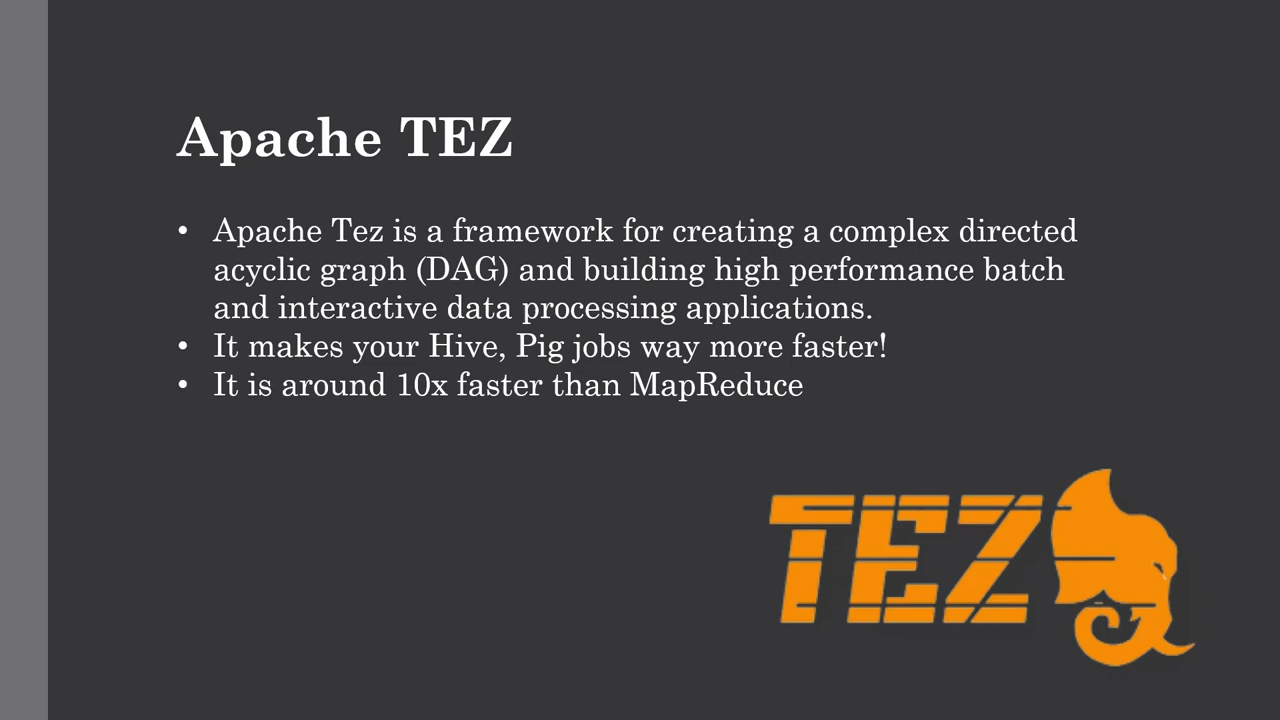 Apache TEZ
• Apache Tez is a framework for creating a complex directed
acyclic graph (DAG) and building high performance batch
and interactive data processing applications.
• It makes your Hive, Pig jobs way more faster!
• It is around 10x faster than MapReduce
TEZ